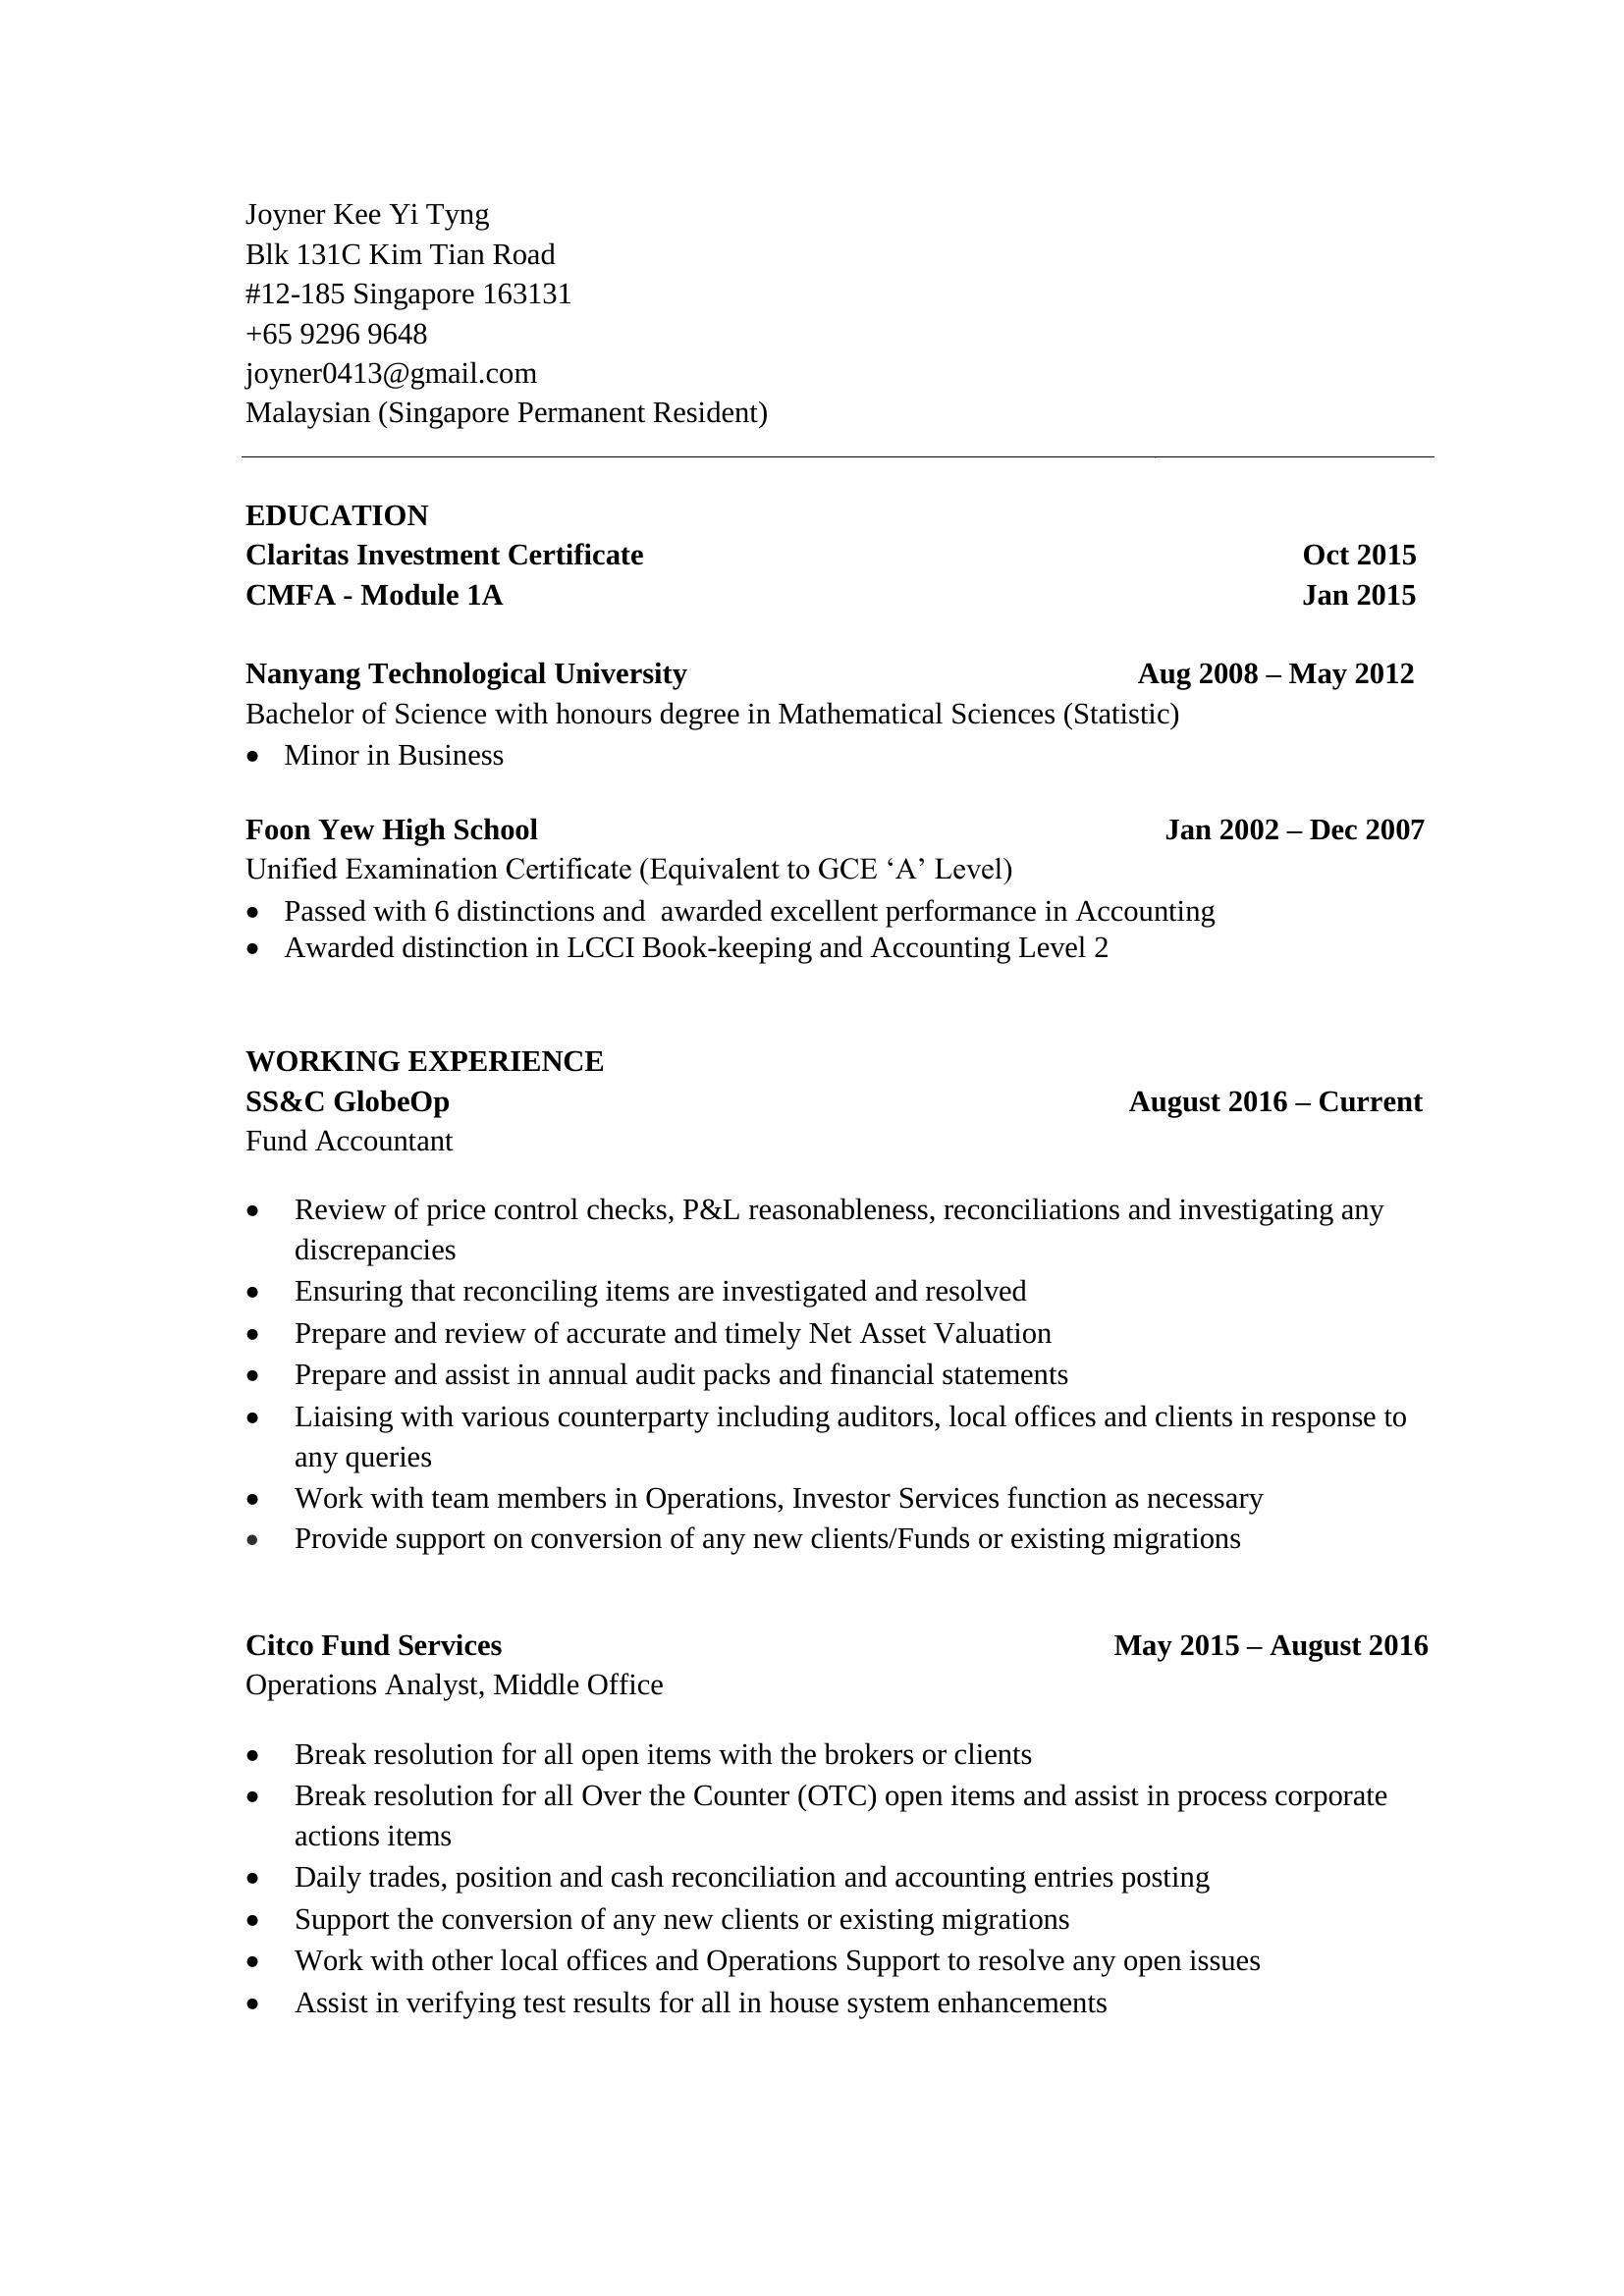 Joyner Kee Yi Tyng
Blk 131C Kim Tian Road
#12-185 Singapore 163131
+65 9296 9648
joyner0413@gmail.com
Malaysian (Singapore Permanent Resident)
EDUCATION
Claritas Investment Certificate Oct 2015
CMFA - Module 1A Jan 2015
Nanyang Technological University Aug 2008 – May 2012
Bachelor of Science with honours degree in Mathematical Sciences (Statistic)
• Minor in Business
Foon Yew High School Jan 2002 – Dec 2007
Unified Examination Certificate (Equivalent to GCE ‘A’ Level)
• Passed with 6 distinctions and  awarded excellent performance in Accounting
• Awarded distinction in LCCI Book-keeping and Accounting Level 2
WORKING EXPERIENCE
SS&C GlobeOp August 2016 – Current
Fund Accountant
• Review of price control checks, P&L reasonableness, reconciliations and investigating any
discrepancies
• Ensuring that reconciling items are investigated and resolved
• Prepare and review of accurate and timely Net Asset Valuation
• Prepare and assist in annual audit packs and financial statements
• Liaising with various counterparty including auditors, local offices and clients in response to
any queries
• Work with team members in Operations, Investor Services function as necessary
• Provide support on conversion of any new clients/Funds or existing migrations
Citco Fund Services May 2015 – August 2016
Operations Analyst, Middle Office
• Break resolution for all open items with the brokers or clients
• Break resolution for all Over the Counter (OTC) open items and assist in process corporate
actions items
• Daily trades, position and cash reconciliation and accounting entries posting
• Support the conversion of any new clients or existing migrations
• Work with other local offices and Operations Support to resolve any open issues
• Assist in verifying test results for all in house system enhancements